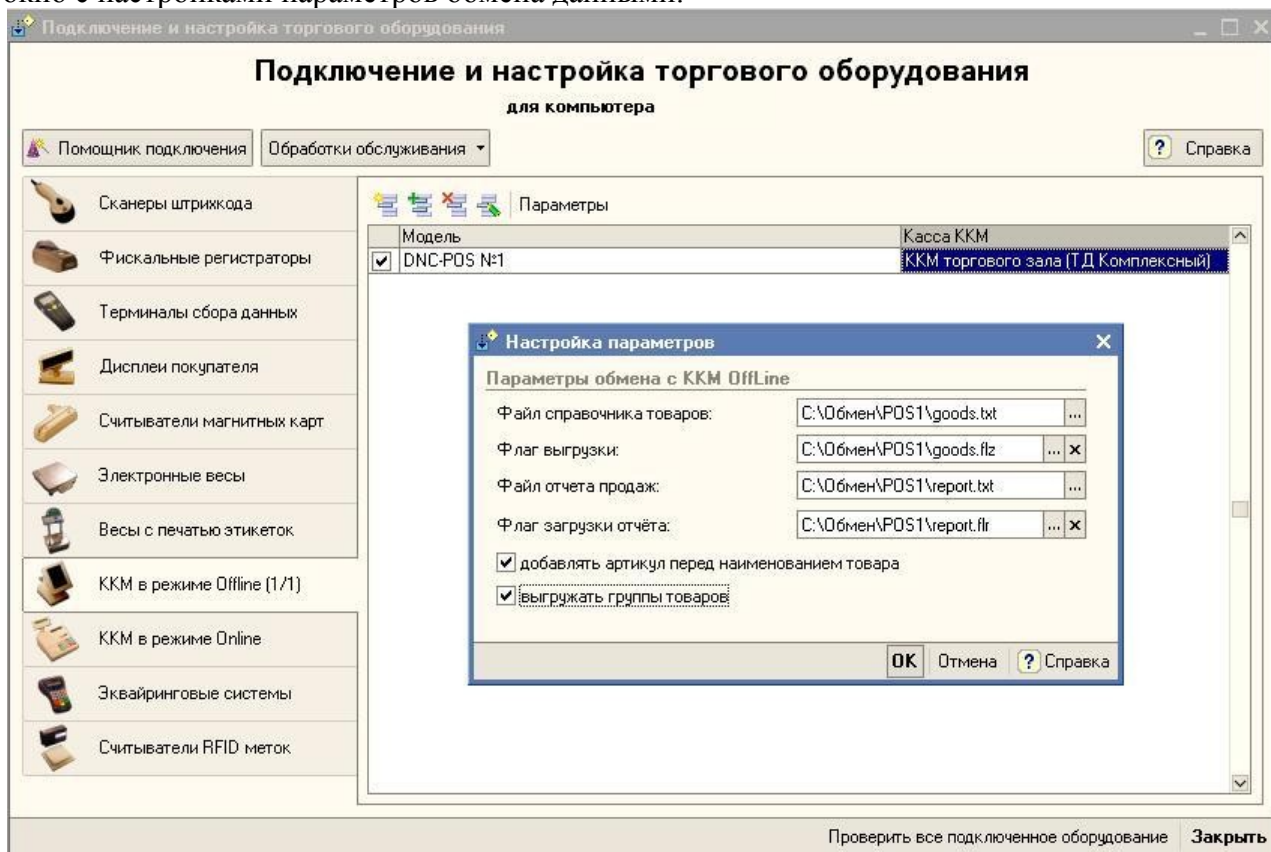 окно с настройками параметров обмена данными.
Подключение и настройка торгового оборудования
Подключение и настройка торгового оборудования
для компьютера
Помощник подключения Обработки обслуживания ? Справка
Сканеры штрихкода
Фискальные регистраторы
Терминалы сбора данных
Дисплеи покупателя
Считыватели магнитных карт
Электронные весы
Весы с печатью этикеток
ККМ в режиме Offline (1/1)
ККМ в режиме Online
Эквайринговые системы
Считыватели RFID меток
Параметры
Модель Касса ККМ
DNC-POS №1 ККМ торгового зала (ТД Комплексный)
Настройка параметров
Параметры обмена с ККМ OffLine
Файл справочника товаров: C:\Обмен\POS1\goods.txt ...
Флаг выгрузки: C:\Обмен\POS1\goods.flz ... x
Файл отчета продаж: C:\Обмен\POS1\report.txt ...
Флаг загрузки отчёта: C:\Обмен\POS1\report.flr ... x
добавлять артикул перед наименованием товара
выгружать группы товаров
OK Отмена ? Справка
Проверить все подключенное оборудование Закрыть